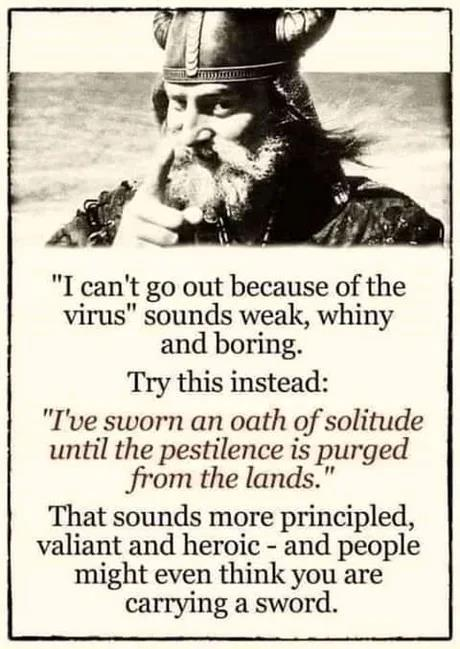 "I can't go out because of the
virus" sounds weak, whiny
and boring.
Try this instead:
"I've sworn an oath of solitude
until the pestilence is purged
from the lands."
That sounds more principled,
valiant and heroic - and people
might even think you are
carrying a sword.